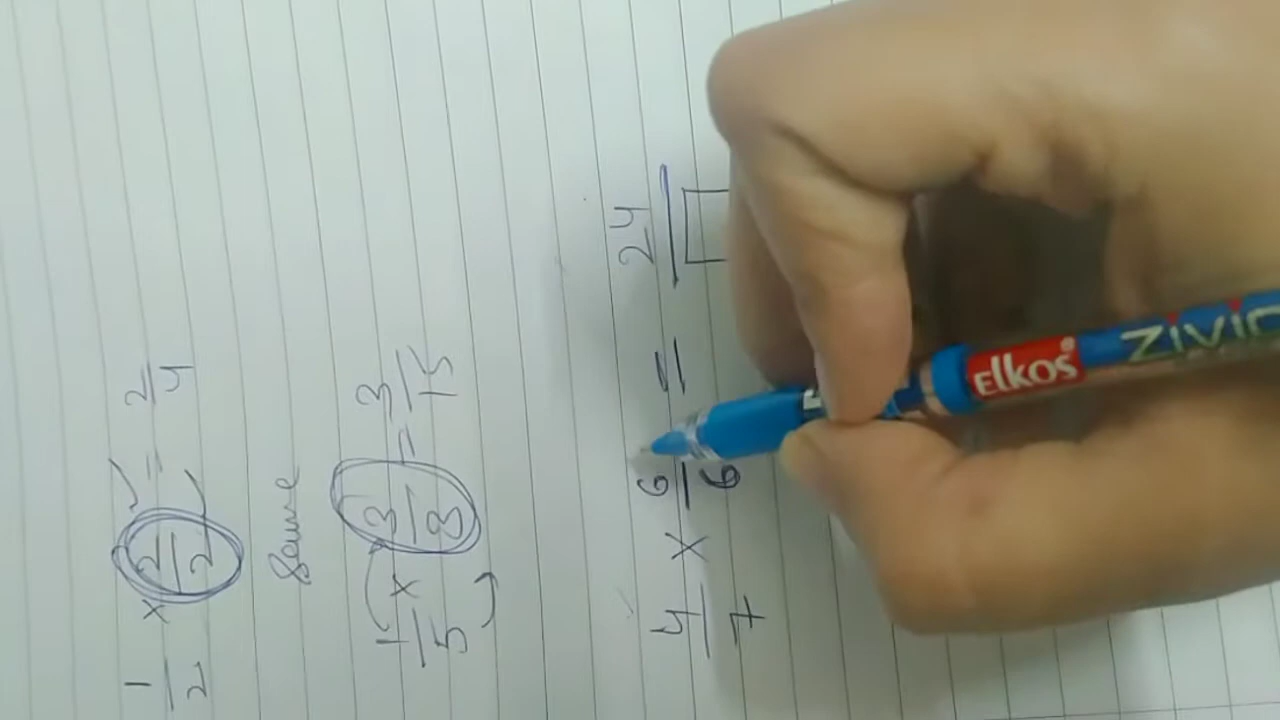 1/2 × 2/2 = 2/4
Same
1/5 × 3/3 = 3/15
4/7 × 6/6 = 24/□
Elkos